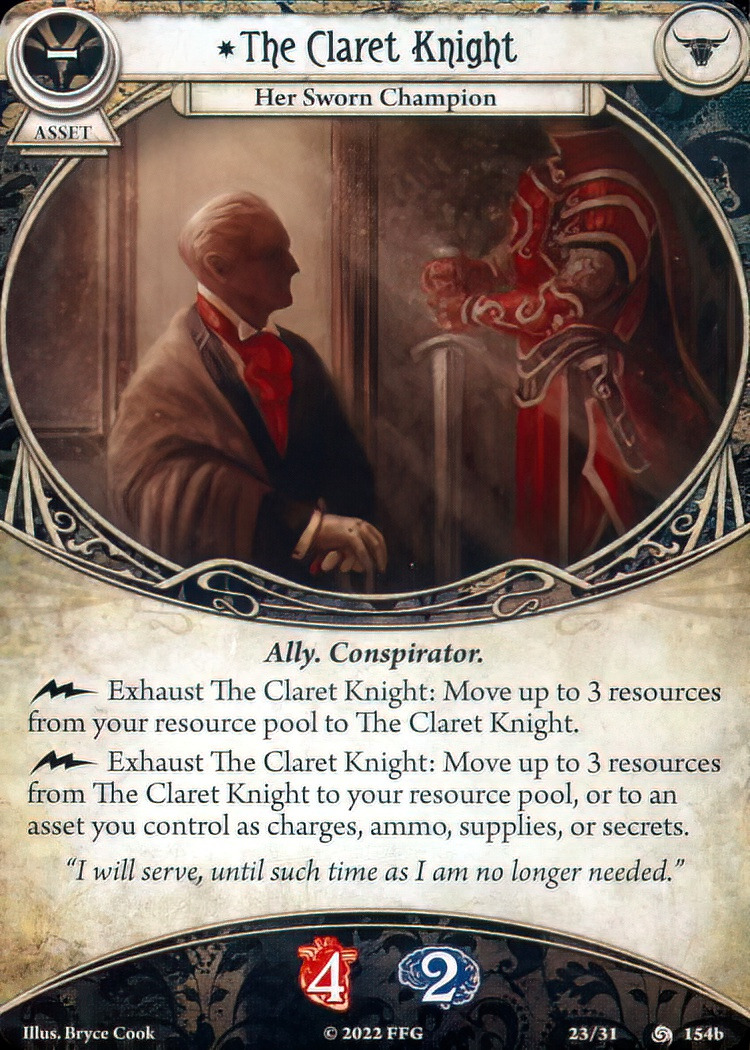 The Claret Knight
Her Sworn Champion
ASSET
Ally. Conspirator.
Exhaust The Claret Knight: Move up to 3 resources
from your resource pool to The Claret Knight.
Exhaust The Claret Knight: Move up to 3 resources
from The Claret Knight to your resource pool, or to an
asset you control as charges, ammo, supplies, or secrets.
“I will serve, until such time as I am no longer needed.”
4 2
Illus. Bryce Cook © 2022 FFG 23/31 154b